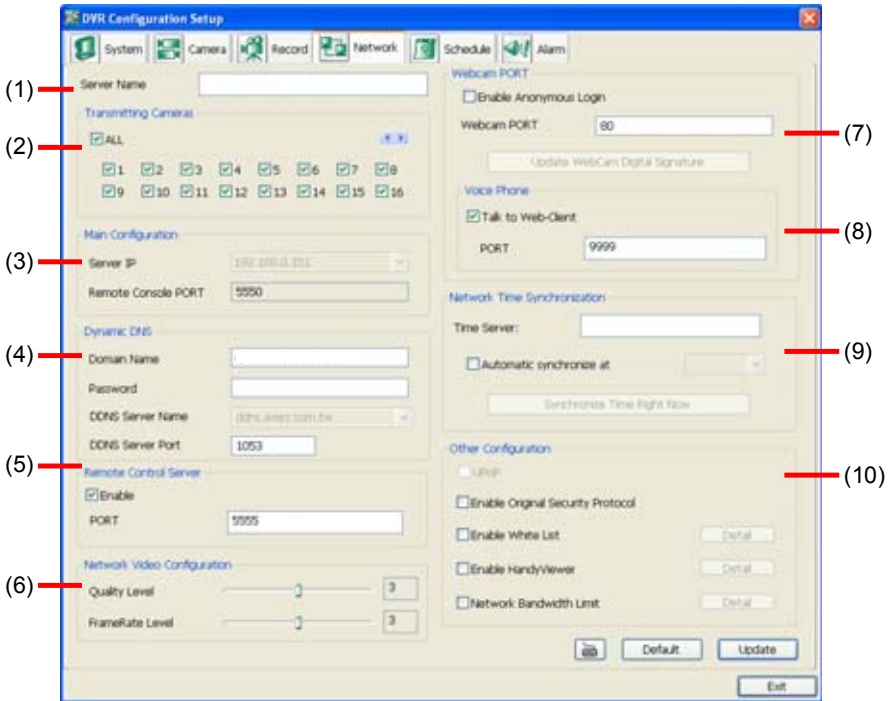 DVR Configuration Setup
System Camera Record Network Schedule Alarm
(1)
Server Name
(2)
Transmitting Cameras
ALL
1 2 3 4 5 6 7 8
9 10 11 12 13 14 15 16
Main Configuration
(3)
Server IP 192.168.0.151
Remote Console PORT 5550
Dynamic DNS
(4)
Domain Name
Password
DDNS Server Name
DDNS Server Port 1053
(5)
Remote Control Server
Enable
PORT 5555
Network Video Configuration
(6)
Quality Level 3
FrameRate Level 3
Webcam PORT
Enable Anonymous Login
Webcam PORT 80
(7)
Update WebCam Digital Signature
Voice Phone
Talk to Web-Client
(8)
PORT 9999
Network Time Synchronization
Time Server:
(9)
Automatic synchronize at
Synchronize Time Right Now
Other Configuration
(10)
UPnP
Enable Original Security Protocol
Enable White List Detail
Enable HandyViewer Detail
Network Bandwidth Limit Detail
Default Update
Exit